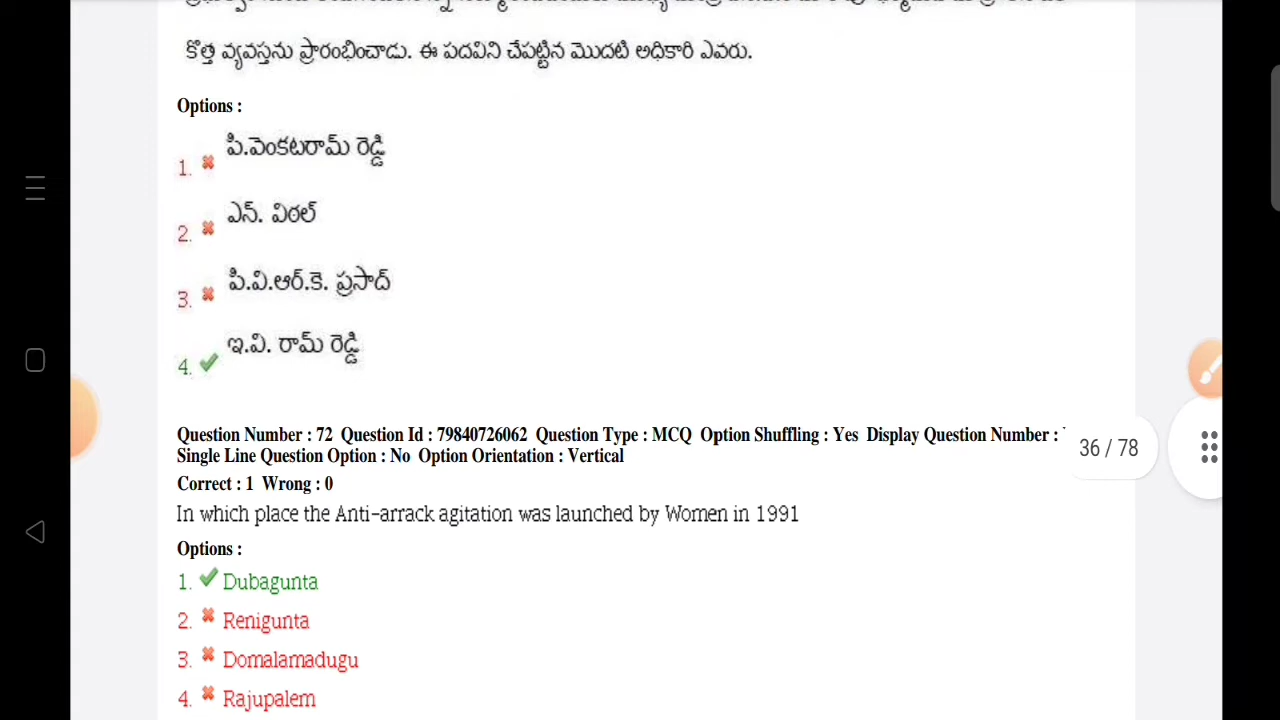 కొత్త వ్యవస్తను ప్రారంభించాడు. ఈ పదవిని చేపట్టిన మొదటి అధికారి ఎవరు.
Options :
1. పి.వెంకటరామ్ రెడ్డి
2. ఎన్. విఠల్
3. పి.వి.ఆర్.కె. ప్రసాద్
4. ఇ.వి. రామ్ రెడ్డి
Question Number : 72 Question Id : 79840726062 Question Type : MCQ Option Shuffling : Yes Display Question Number :
Single Line Question Option : No Option Orientation : Vertical
36 / 78
Correct : 1 Wrong : 0
In which place the Anti-arrack agitation was launched by Women in 1991
Options :
1. Dubagunta
2. Renigunta
3. Domalamadugu
4. Rajupalem